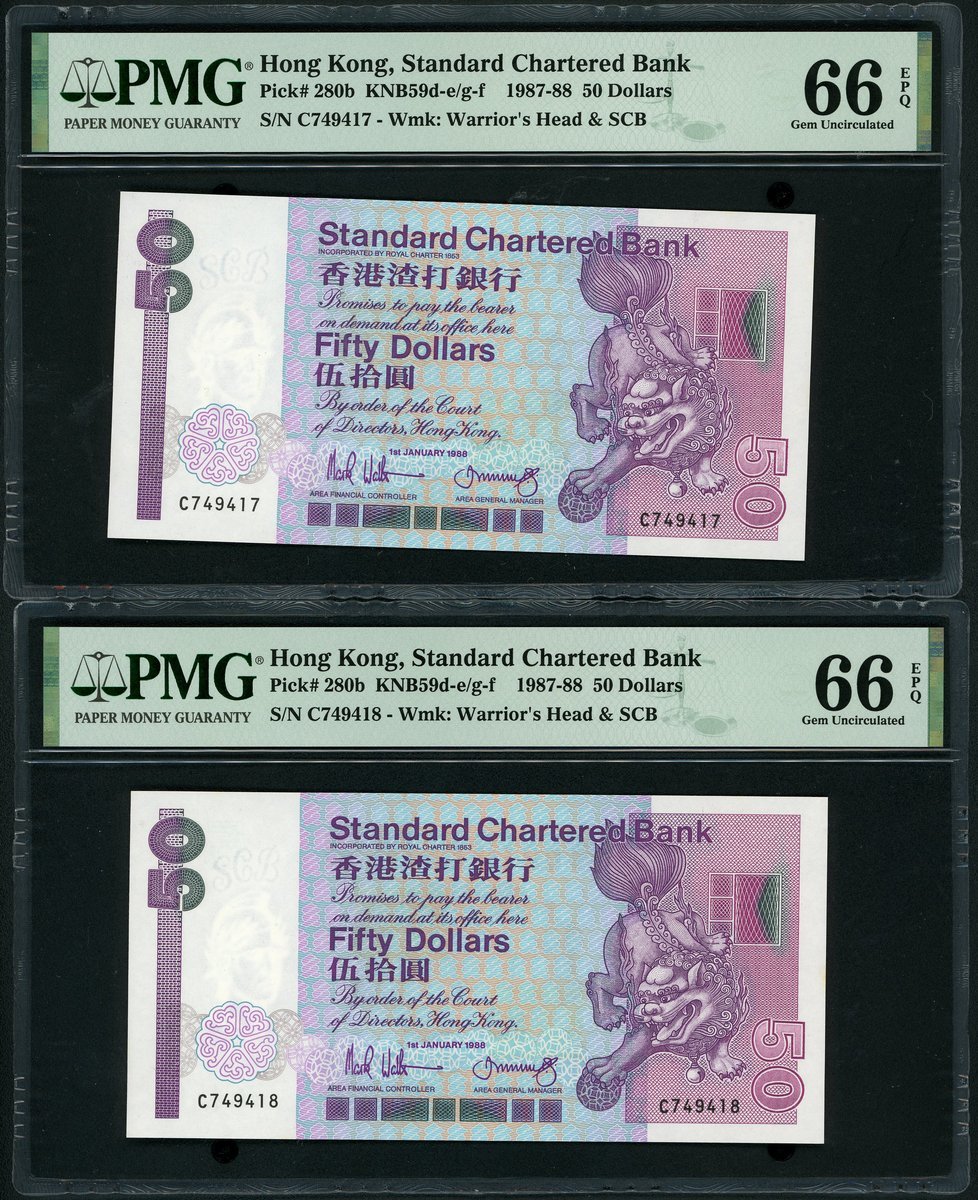 PMG®
PAPER MONEY GUARANTY
Hong Kong, Standard Chartered Bank
Pick# 280b KNB59d-e/g-f 1987-88 50 Dollars
S/N C749417 - Wmk: Warrior's Head & SCB
66 EPQ
Gem Uncirculated
50
SCB
Standard Chartered Bank
INCORPORATED BY ROYAL CHARTER 1853
香港渣打銀行
Promises to pay the bearer
on demand at its office here
Fifty Dollars
伍拾圓
By order of the Court
of Directors, Hong Kong.
1st JANUARY 1988
AREA FINANCIAL CONTROLLER
AREA GENERAL MANAGER
C749417
C749417
50
PMG®
PAPER MONEY GUARANTY
Hong Kong, Standard Chartered Bank
Pick# 280b KNB59d-e/g-f 1987-88 50 Dollars
S/N C749418 - Wmk: Warrior's Head & SCB
66 EPQ
Gem Uncirculated
50
SCB
Standard Chartered Bank
INCORPORATED BY ROYAL CHARTER 1853
香港渣打銀行
Promises to pay the bearer
on demand at its office here
Fifty Dollars
伍拾圓
By order of the Court
of Directors, Hong Kong.
1st JANUARY 1988
AREA FINANCIAL CONTROLLER
AREA GENERAL MANAGER
C749418
C749418
50